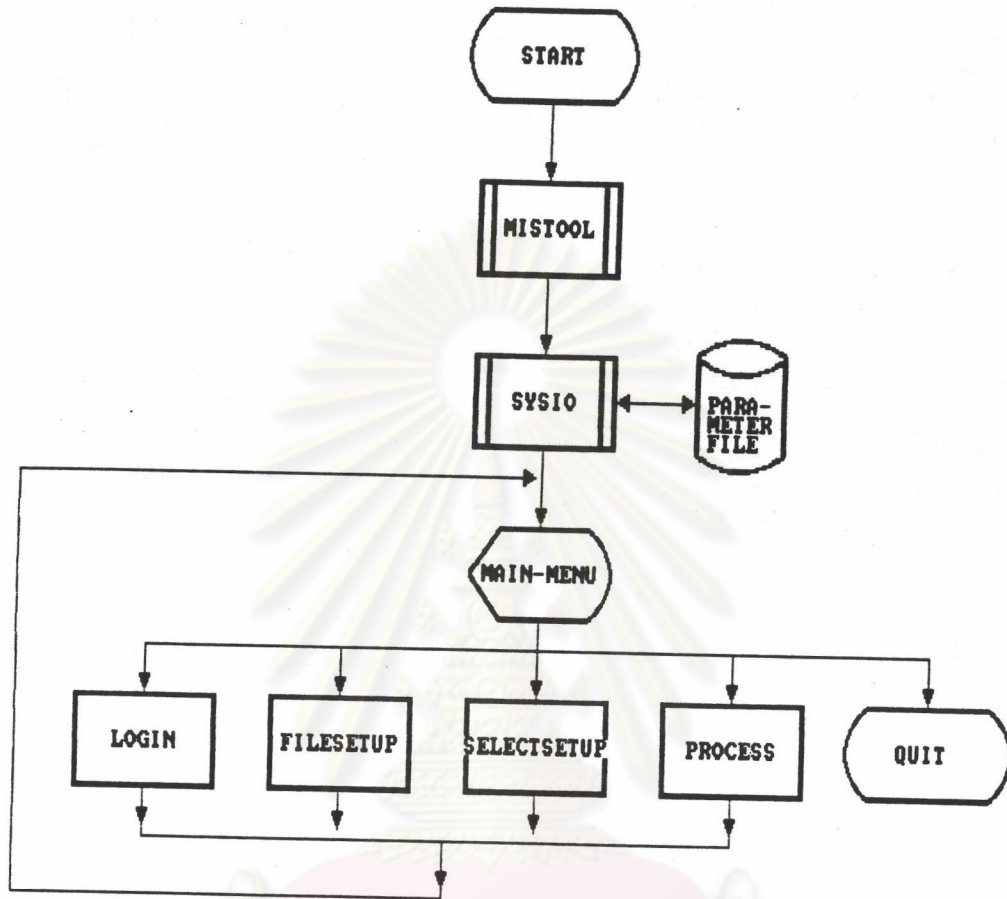 START
MISTOOL
SYSIO
PARA-
METER
FILE
MAIN-MENU
LOGIN
FILESETUP
SELECTSETUP
PROCESS
QUIT